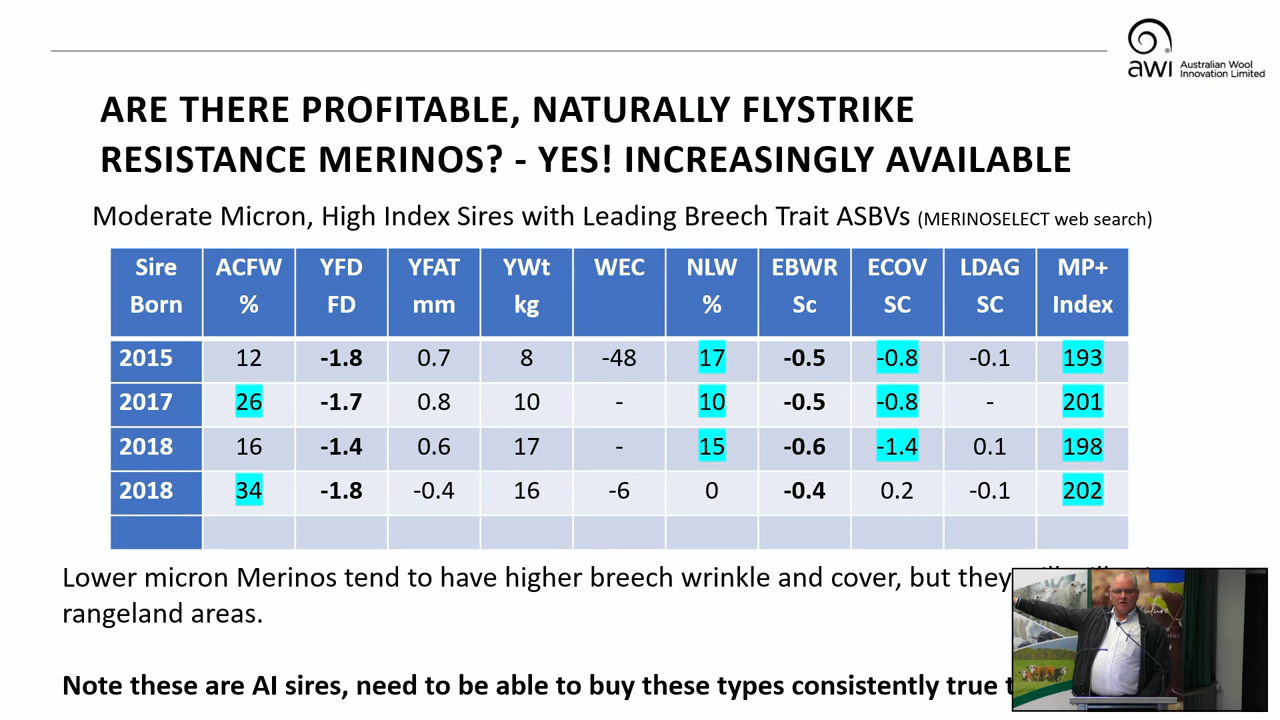 awi Australian Wool
Innovation Limited
ARE THERE PROFITABLE, NATURALLY FLYSTRIKE
RESISTANCE MERINOS? - YES! INCREASINGLY AVAILABLE
Moderate Micron, High Index Sires with Leading Breech Trait ASBVs (MERINOSELECT web search)
Sire Born ACFW % YFD FD YFAT mm YWt kg WEC NLW % EBWR Sc ECOV SC LDAG SC MP+ Index
2015 12 -1.8 0.7 8 -48 17 -0.5 -0.8 -0.1 193
2017 26 -1.7 0.8 10 - 10 -0.5 -0.8 - 201
2018 16 -1.4 0.6 17 - 15 -0.6 -1.4 0.1 198
2018 34 -1.8 -0.4 16 -6 0 -0.4 0.2 -0.1 202
Lower micron Merinos tend to have higher breech wrinkle and cover, but they
rangeland areas.
Note these are AI sires, need to be able to buy these types consistently true